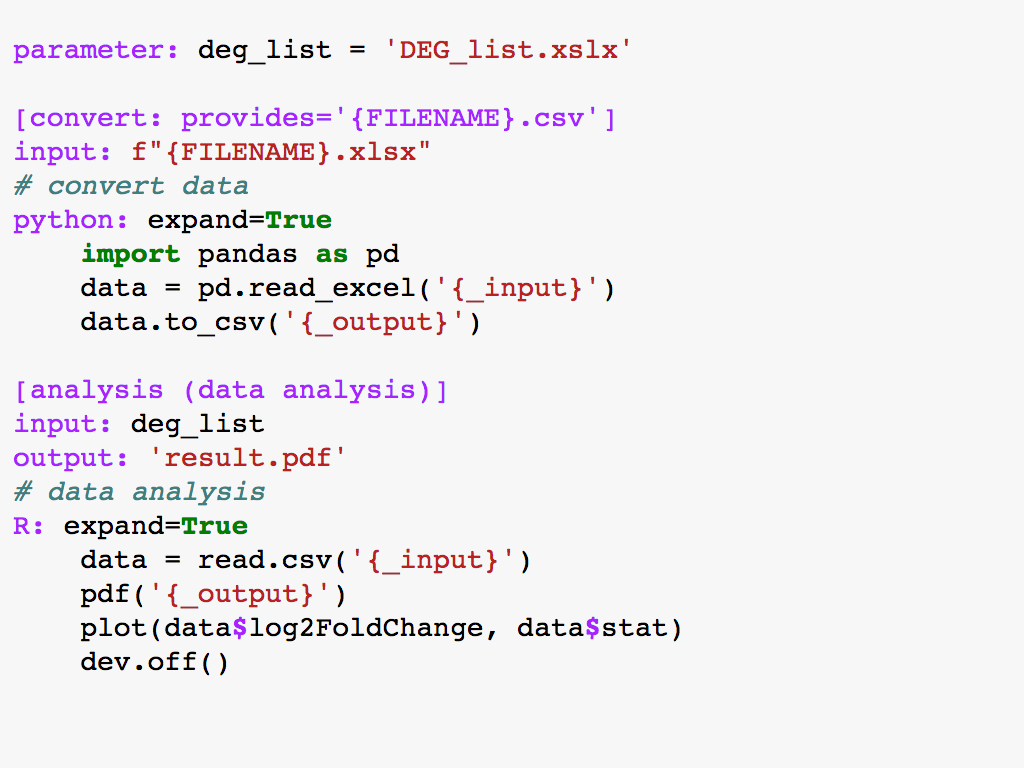 parameter: deg_list = 'DEG_list.xslx'
[convert: provides='{FILENAME}.csv']
input: f"{FILENAME}.xlsx"
# convert data
python: expand=True
import pandas as pd
data = pd.read_excel('{_input}')
data.to_csv('{_output}')
[analysis (data analysis)]
input: deg_list
output: 'result.pdf'
# data analysis
R: expand=True
data = read.csv('{_input}')
pdf('{_output}')
plot(data$log2FoldChange, data$stat)
dev.off()